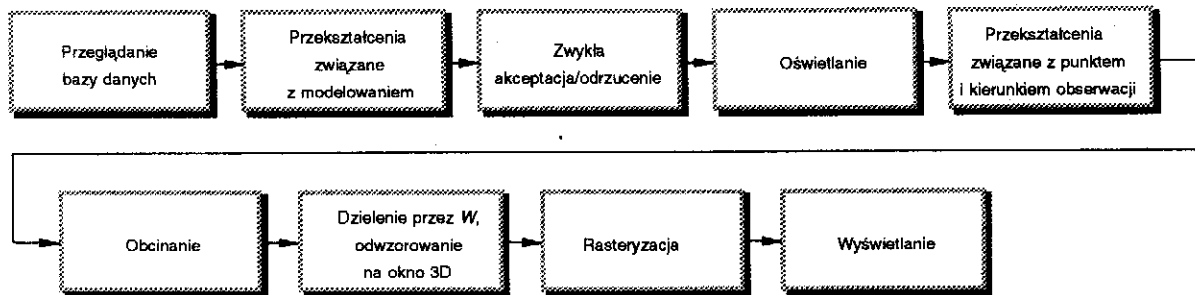 Przeglądanie
bazy danych
Przekształcenia
związane
z modelowaniem
Zwykła
akceptacja/odrzucenie
Oświetlanie
Przekształcenia
związane z punktem
i kierunkiem obserwacji
Obcinanie
Dzielenie przez W,
odwzorowanie
na okno 3D
Rasteryzacja
Wyświetlanie